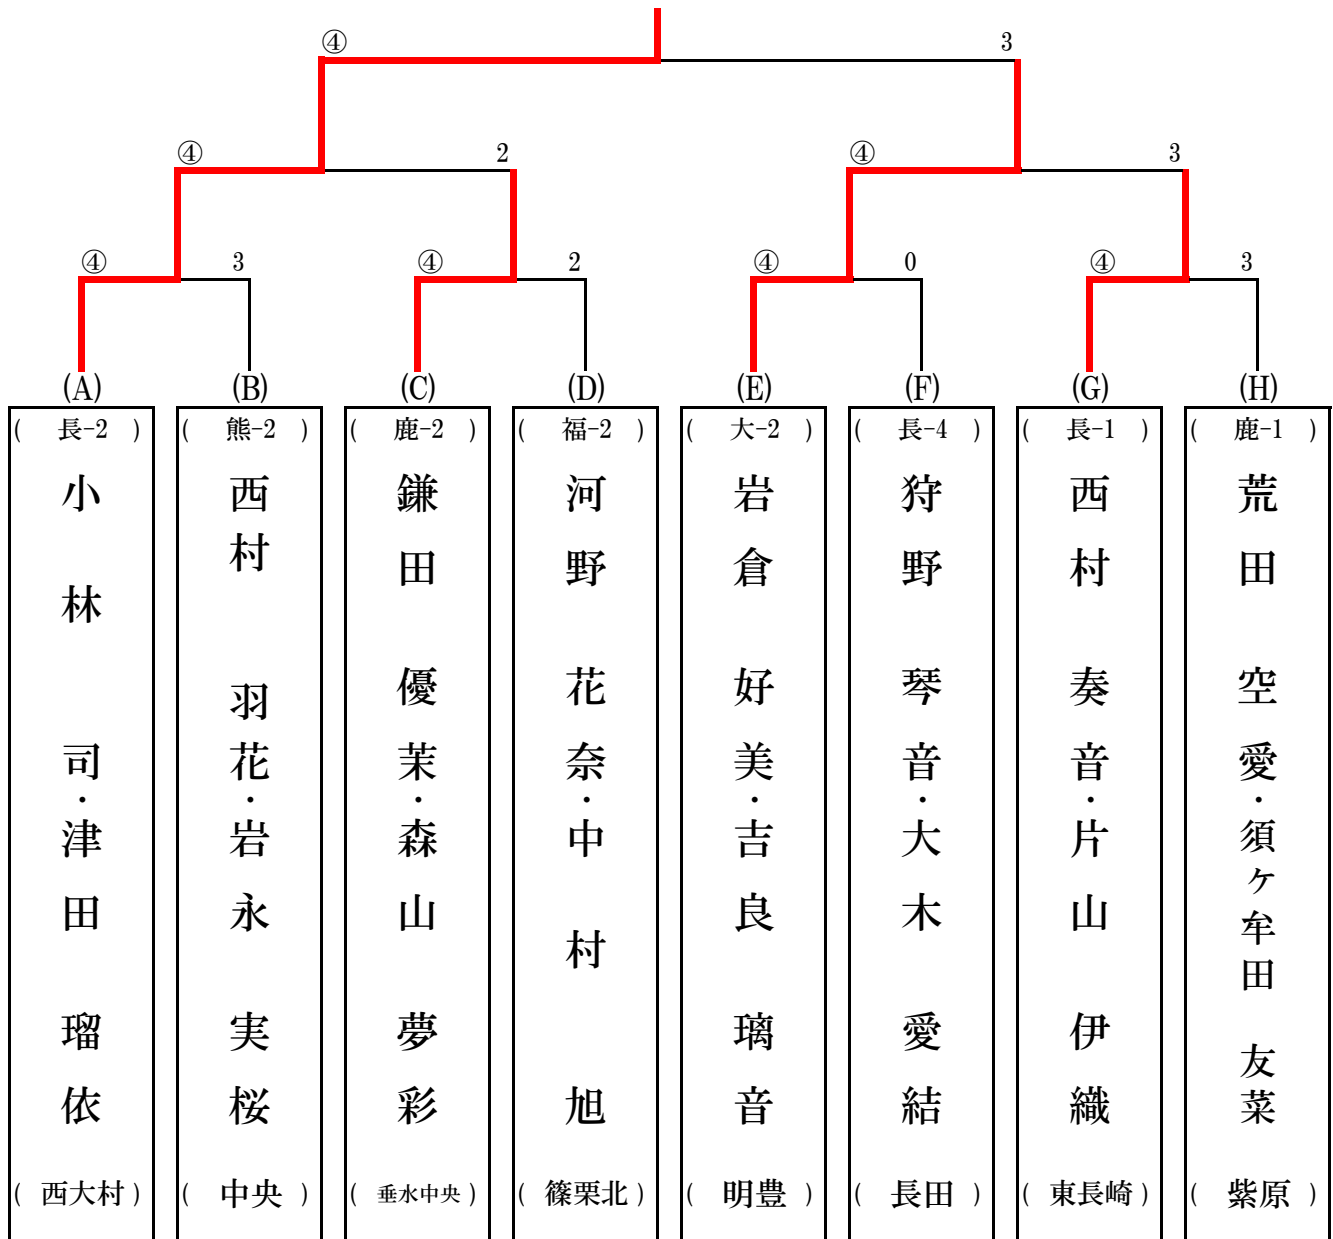 ④ 3
④ 2 ④ 3
④ 3 ④ 2 ④ 0 ④ 3
(A) (B) (C) (D) (E) (F) (G) (H)
( 長-2 ) ( 熊-2 ) ( 鹿-2 ) ( 福-2 ) ( 大-2 ) ( 長-4 ) ( 長-1 ) ( 鹿-1 )
小林 司・津田 瑠依
西村 羽花・岩永 実桜
鎌田 優茉・森山 夢彩
河野 花奈・中村 旭
岩倉 好美・吉良 璃音
狩野 琴音・大木 愛結
西村 奏音・片山 伊織
荒田 空愛・須ケ牟田 友菜
( 西大村 ) ( 中央 ) ( 垂水中央 ) ( 篠栗北 ) ( 明豊 ) ( 長田 ) ( 東長崎 ) ( 紫原 )